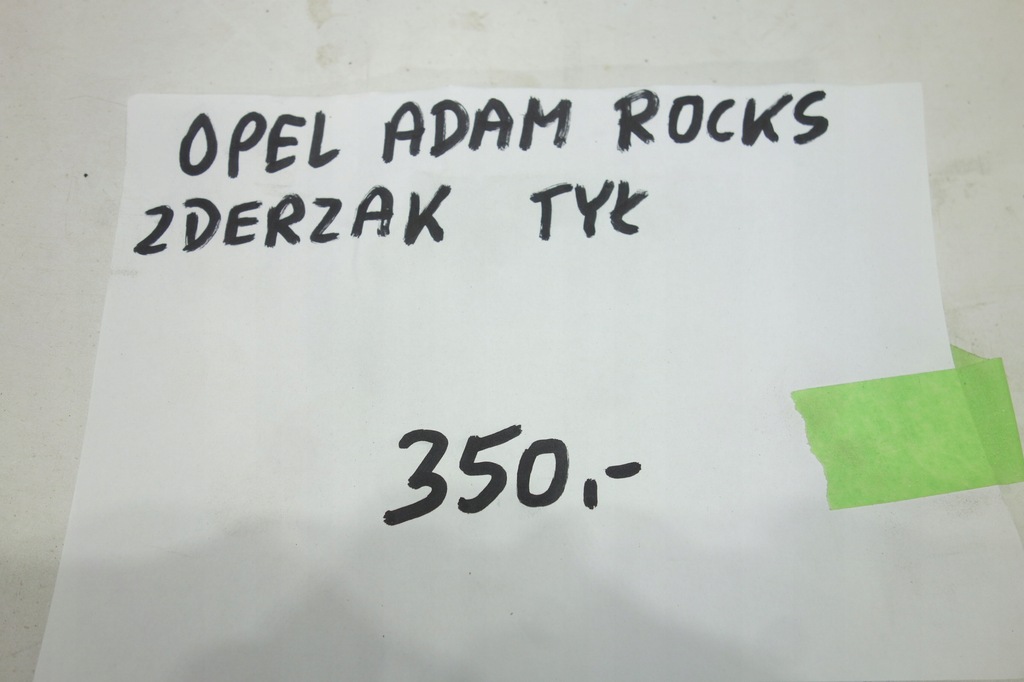 OPEL ADAM ROCKS
ZDERZAK TYŁ
350,-